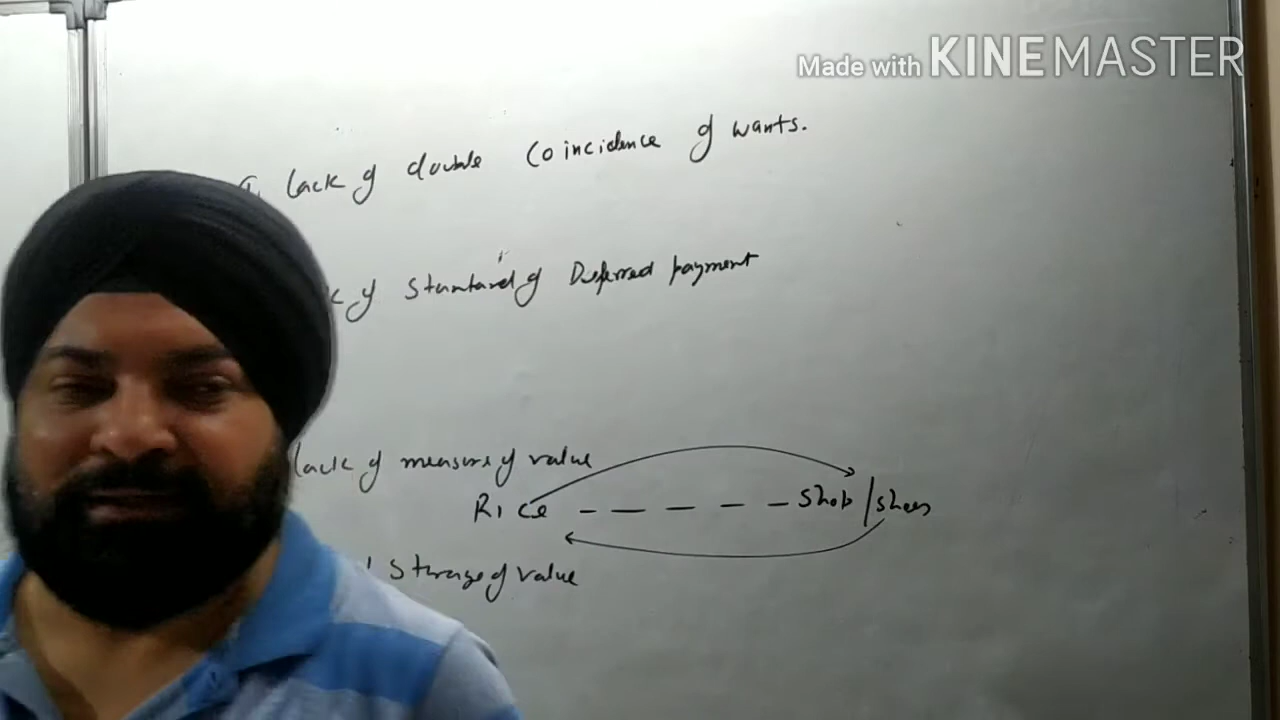 Made with KINEMASTER
lack of double Coincidence of wants.
of Standard of Deferred payment
lack of measure of value
Rice - - - - - Shop / Shoes
Storage of value